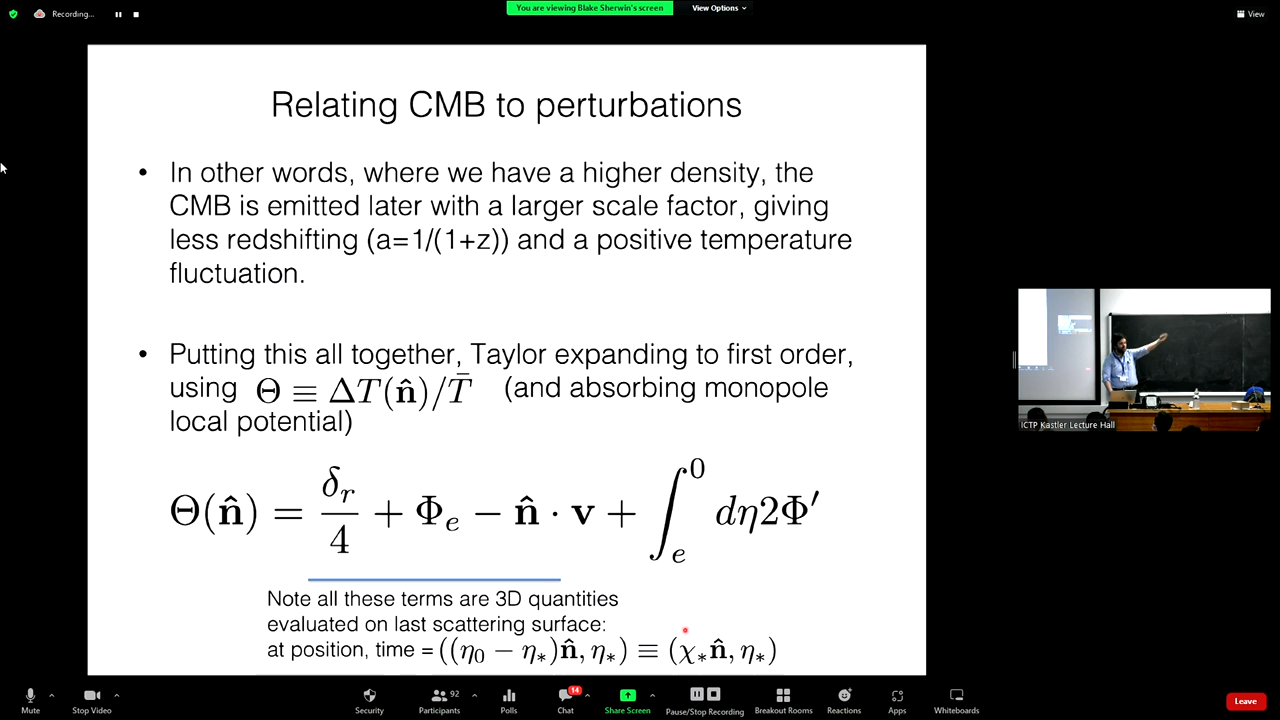 Recording...
You are viewing Blake Sherwin's screen
View Options
View
Relating CMB to perturbations
• In other words, where we have a higher density, the
CMB is emitted later with a larger scale factor, giving
less redshifting (a=1/(1+z)) and a positive temperature
fluctuation.
• Putting this all together, Taylor expanding to first order,
using Θ ≡ ΔT(n̂)/T̄ (and absorbing monopole
local potential)
Θ(n̂) = δ_r/4 + Φ_e − n̂ · v + ∫_e^0 dη2Φ′
Note all these terms are 3D quantities
evaluated on last scattering surface:
at position, time = ((η_0 − η_*)n̂, η_*) ≡ (χ_*n̂, η_*)
ICTP Kastler Lecture Hall
Mute
Stop Video
Security
92
Participants
Polls
14
Chat
Share Screen
Pause/Stop Recording
Breakout Rooms
Reactions
Apps
Whiteboards
Leave